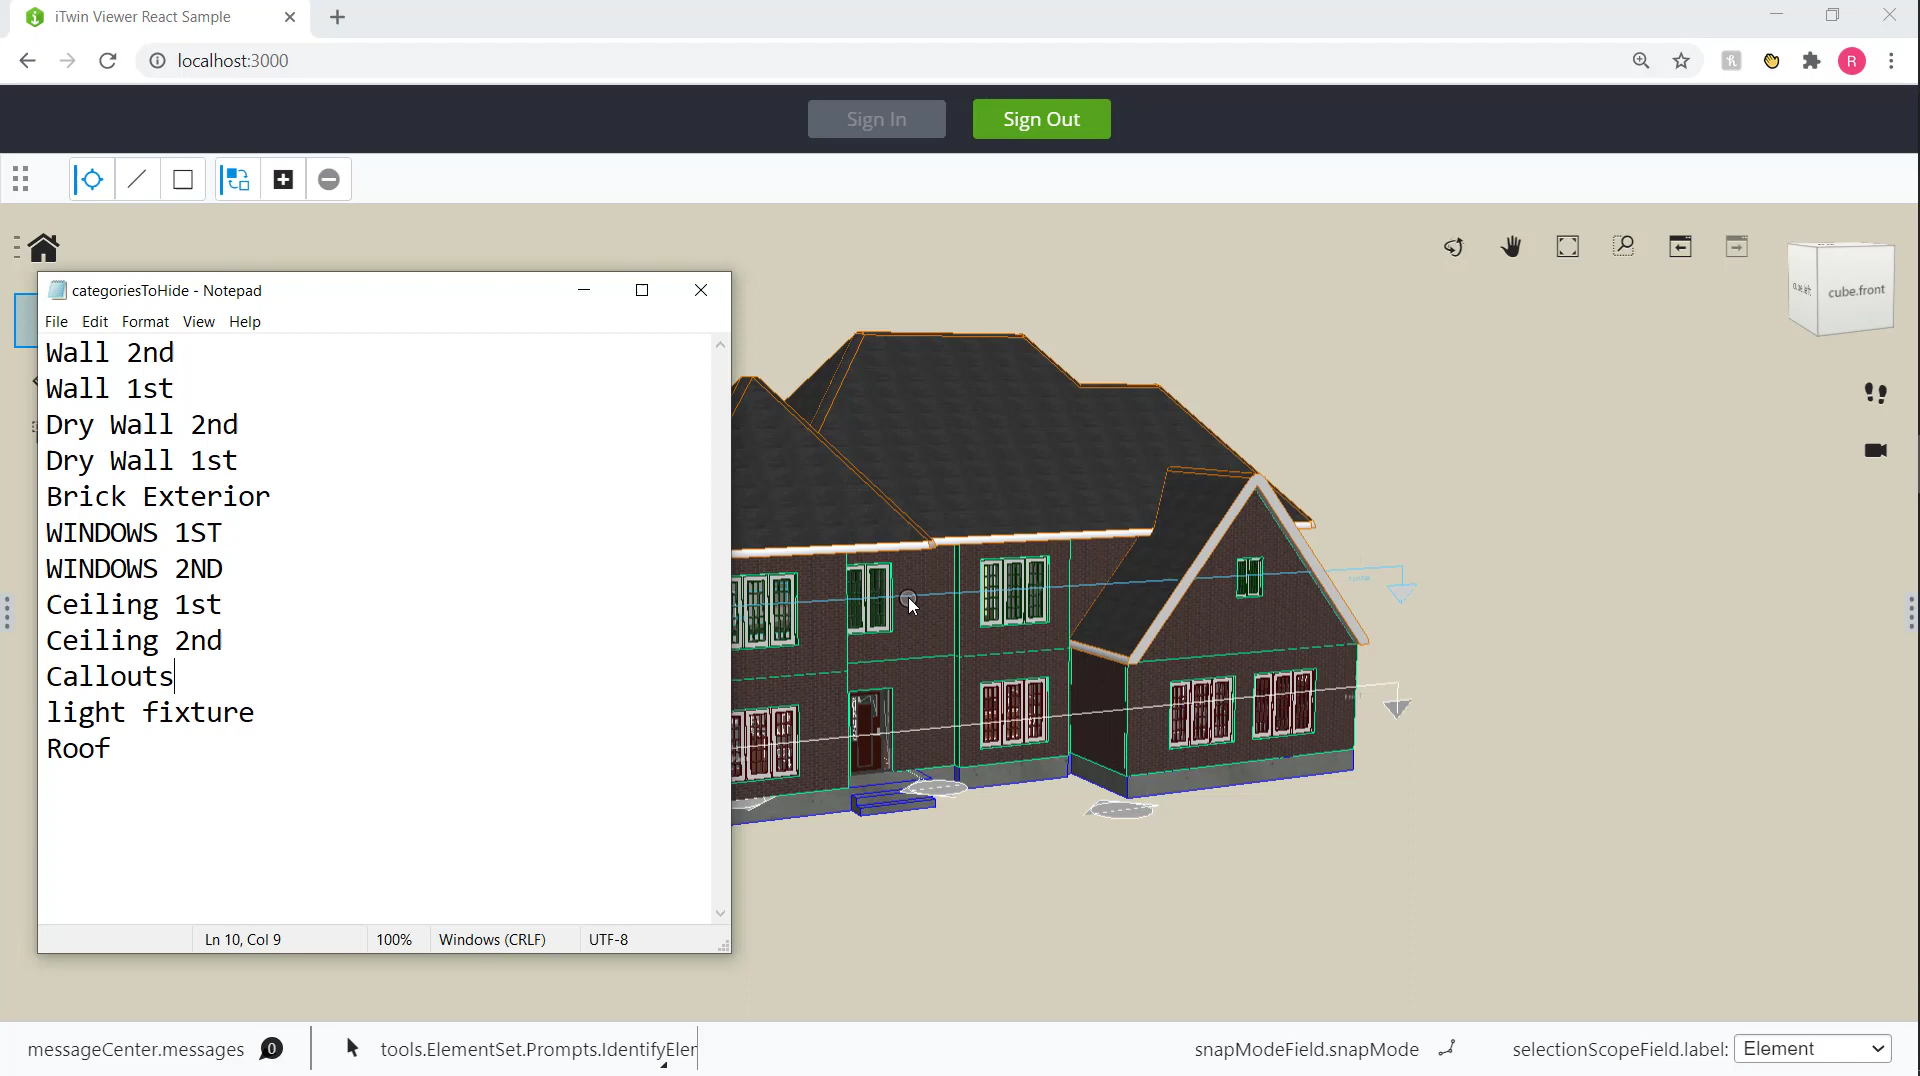 iTwin Viewer React Sample
localhost:3000
R
Sign In
Sign Out
cube.front
categoriesToHide - Notepad
File Edit Format View Help
Wall 2nd
Wall 1st
Dry Wall 2nd
Dry Wall 1st
Brick Exterior
WINDOWS 1ST
WINDOWS 2ND
Ceiling 1st
Ceiling 2nd
Callouts
light fixture
Roof
Ln 10, Col 9
100%
Windows (CRLF)
UTF-8
messageCenter.messages 0
tools.ElementSet.Prompts.IdentifyEler
snapModeField.snapMode
selectionScopeField.label: Element